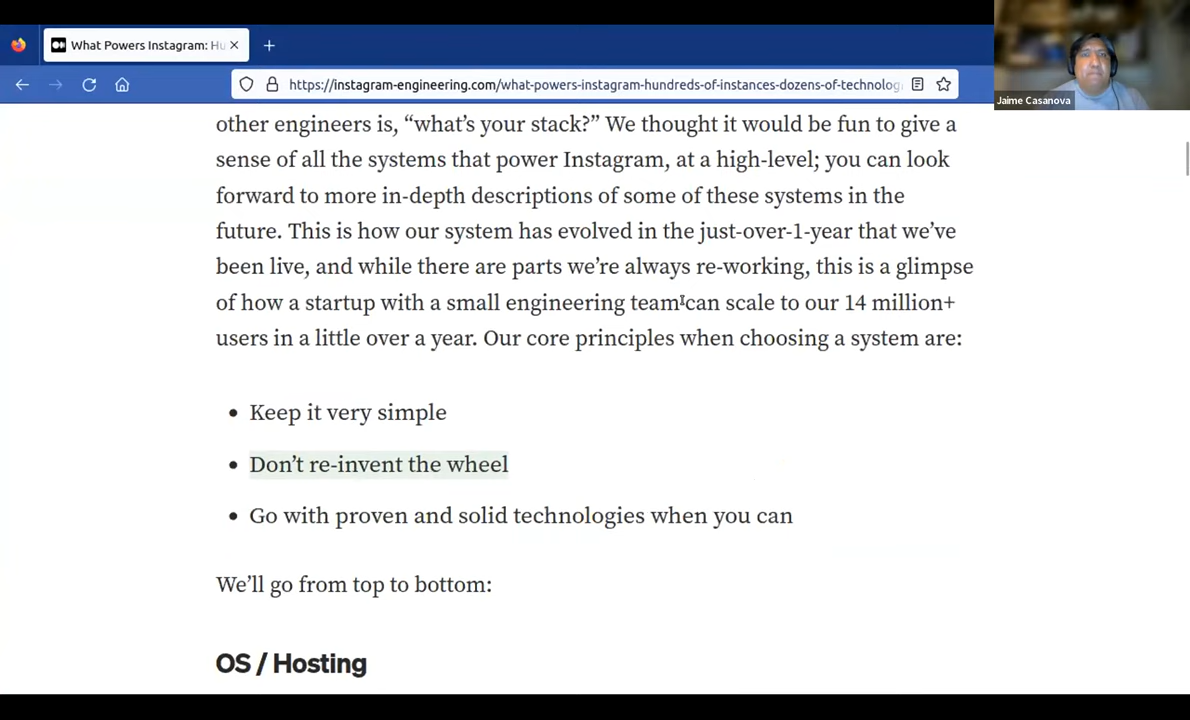 What Powers Instagram: Hu
https://instagram-engineering.com/what-powers-instagram-hundreds-of-instances-dozens-of-technolog
Jaime Casanova
other engineers is, “what’s your stack?” We thought it would be fun to give a
sense of all the systems that power Instagram, at a high-level; you can look
forward to more in-depth descriptions of some of these systems in the
future. This is how our system has evolved in the just-over-1-year that we’ve
been live, and while there are parts we’re always re-working, this is a glimpse
of how a startup with a small engineering team can scale to our 14 million+
users in a little over a year. Our core principles when choosing a system are:
• Keep it very simple
• Don’t re-invent the wheel
• Go with proven and solid technologies when you can
We’ll go from top to bottom:
OS / Hosting